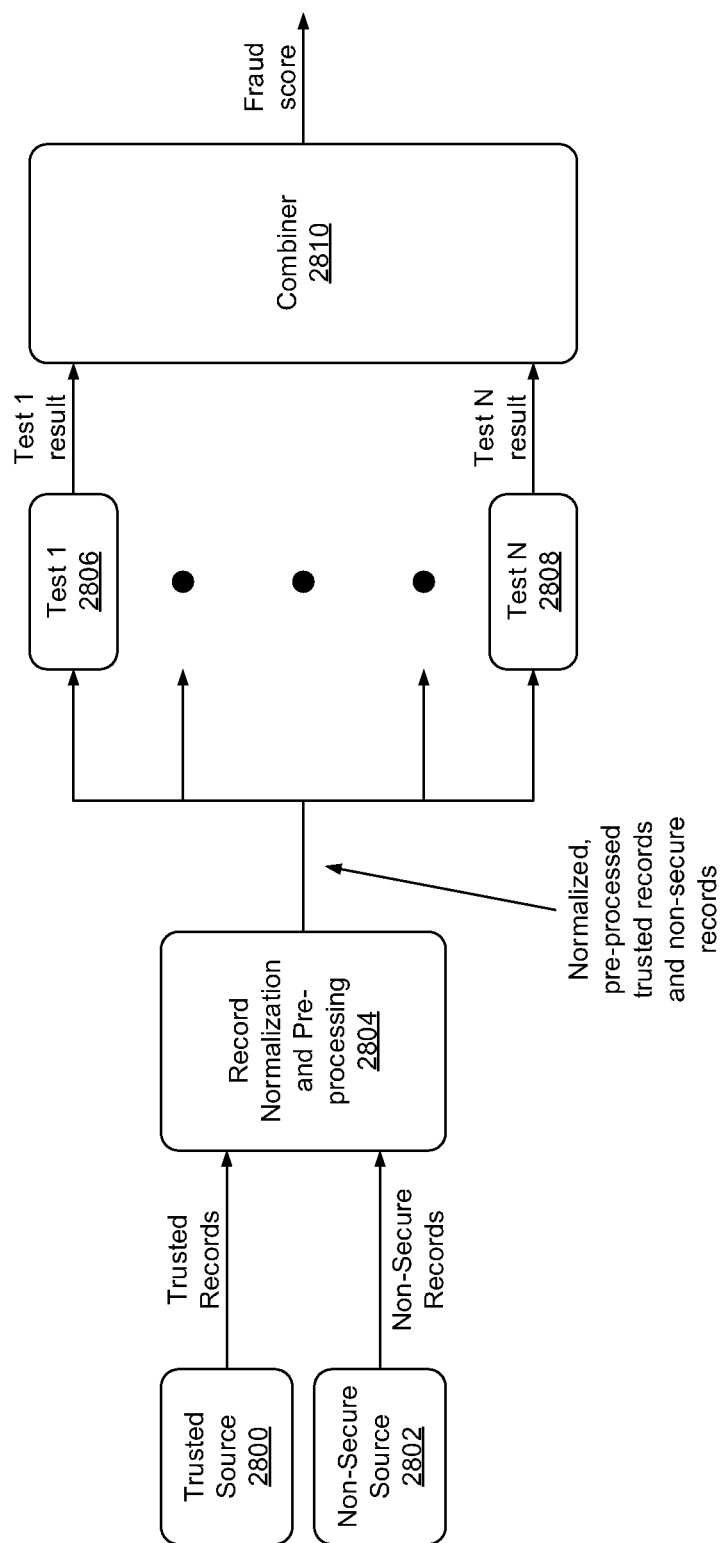 Trusted
Source
2800
Non-Secure
Source
2802
Trusted
Records
Non-Secure
Records
Record
Normalization
and Pre-
processing
2804
Normalized,
pre-processed
trusted records
and non-secure
records
Test 1
2806
Test N
2808
Test 1
result
Test N
result
Combiner
2810
Fraud
score